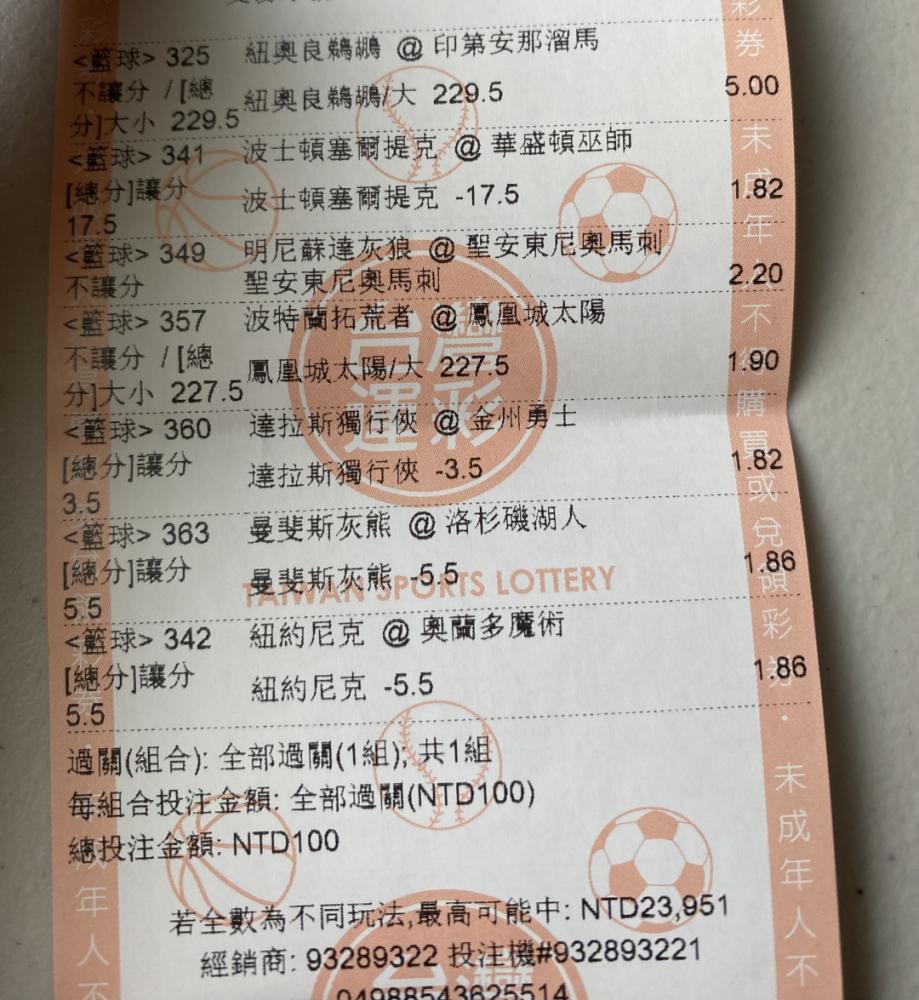 <籃球> 325 紐奧良鵜鶘 @ 印第安那溜馬
不讓分 / [總
分]大小 229.5
紐奧良鵜鶘/大 229.5 5.00
<籃球> 341 波士頓塞爾提克 @ 華盛頓巫師
[總分]讓分
17.5
波士頓塞爾提克 -17.5 1.82
<籃球> 349 明尼蘇達灰狼 @ 聖安東尼奧馬刺
不讓分 聖安東尼奧馬刺 2.20
<籃球> 357 波特蘭拓荒者 @ 鳳凰城太陽
不讓分 / [總
分]大小 227.5
鳳凰城太陽/大 227.5 1.90
<籃球> 360 達拉斯獨行俠 @ 金州勇士
[總分]讓分
3.5
達拉斯獨行俠 -3.5 1.82
<籃球> 363 曼斐斯灰熊 @ 洛杉磯湖人
[總分]讓分
5.5
曼斐斯灰熊 -5.5 1.86
TAIWAN SPORTS LOTTERY
<籃球> 342 紐約尼克 @ 奧蘭多魔術
[總分]讓分
5.5
紐約尼克 -5.5 1.86
過關(組合): 全部過關(1組); 共1組
每組合投注金額: 全部過關(NTD100)
總投注金額: NTD100
若全數為不同玩法,最高可能中: NTD23,951
經銷商: 93289322 投注機#932893221
04988543625514
台灣運彩
彩券·未成年人不得購買或兌領彩券·未成年人不